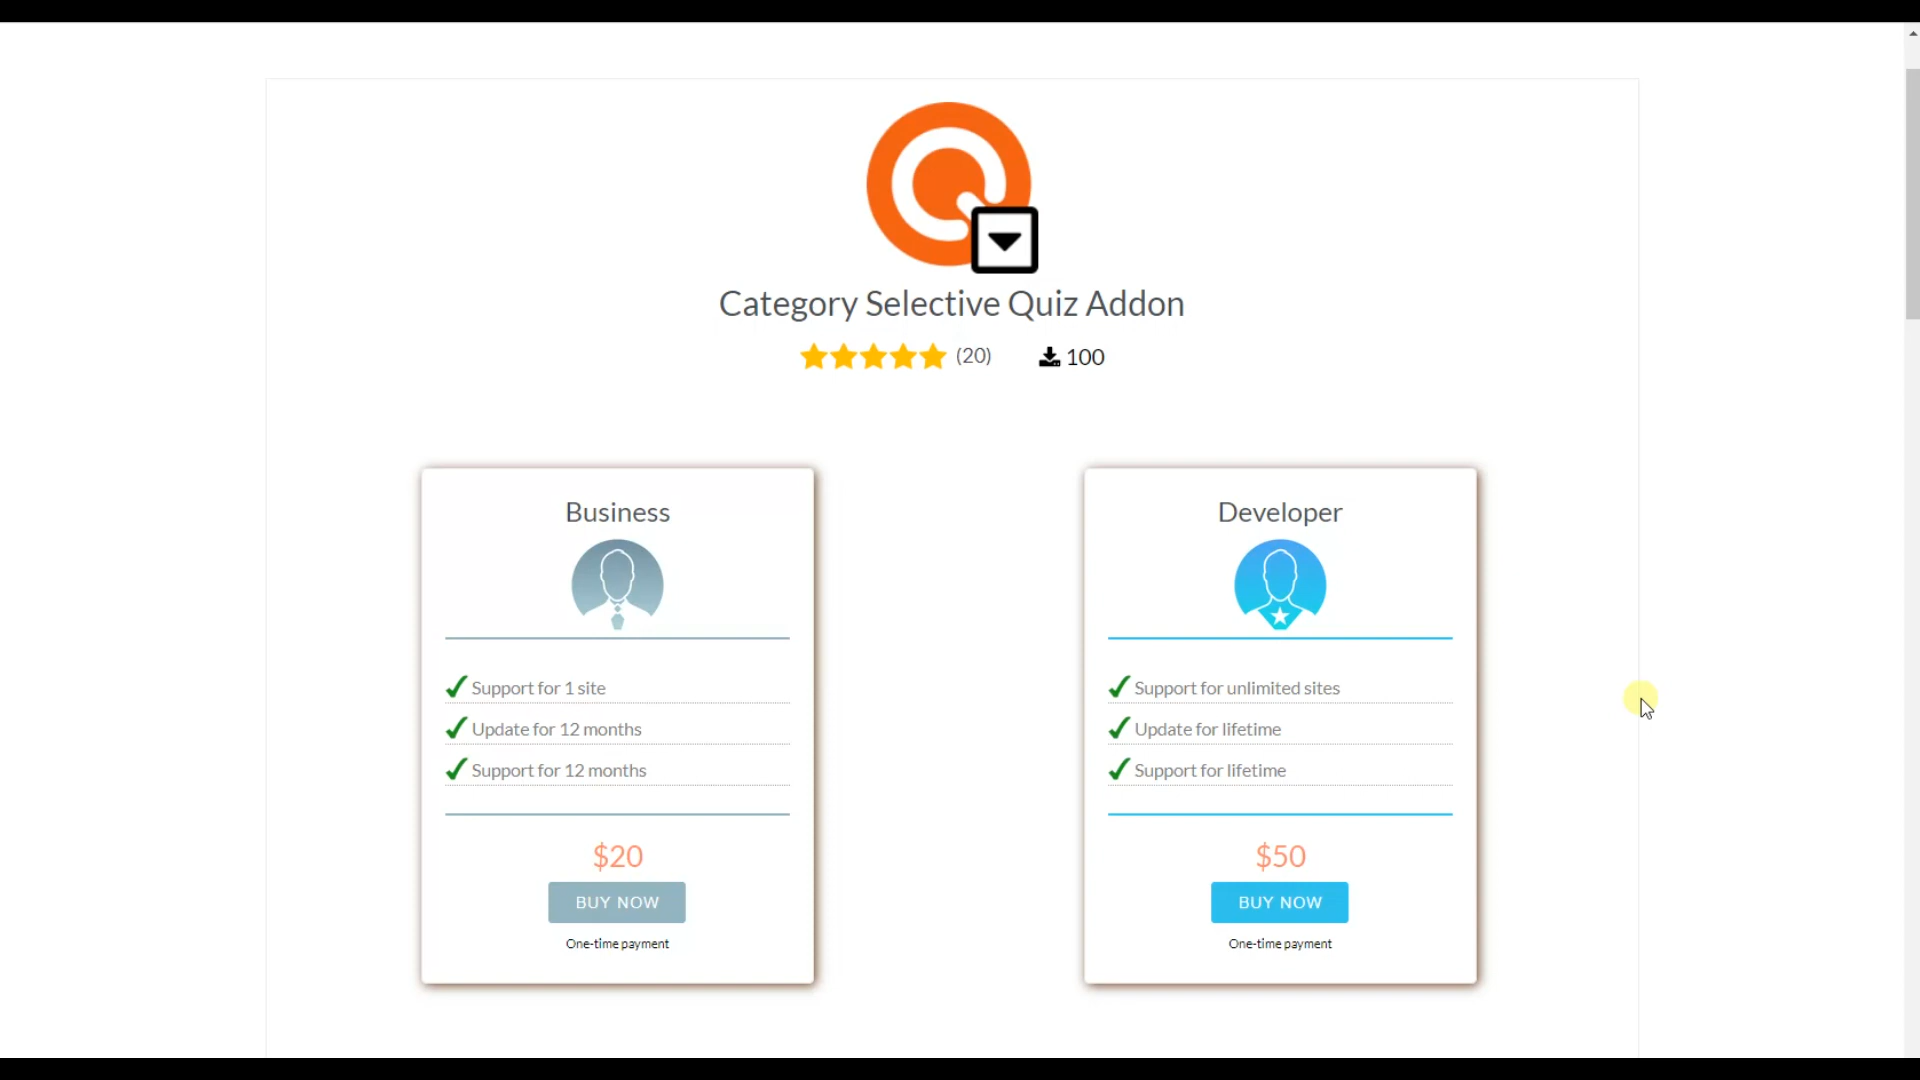 Category Selective Quiz Addon
(20) 100
Business
Support for 1 site
Update for 12 months
Support for 12 months
$20
BUY NOW
One-time payment
Developer
Support for unlimited sites
Update for lifetime
Support for lifetime
$50
BUY NOW
One-time payment